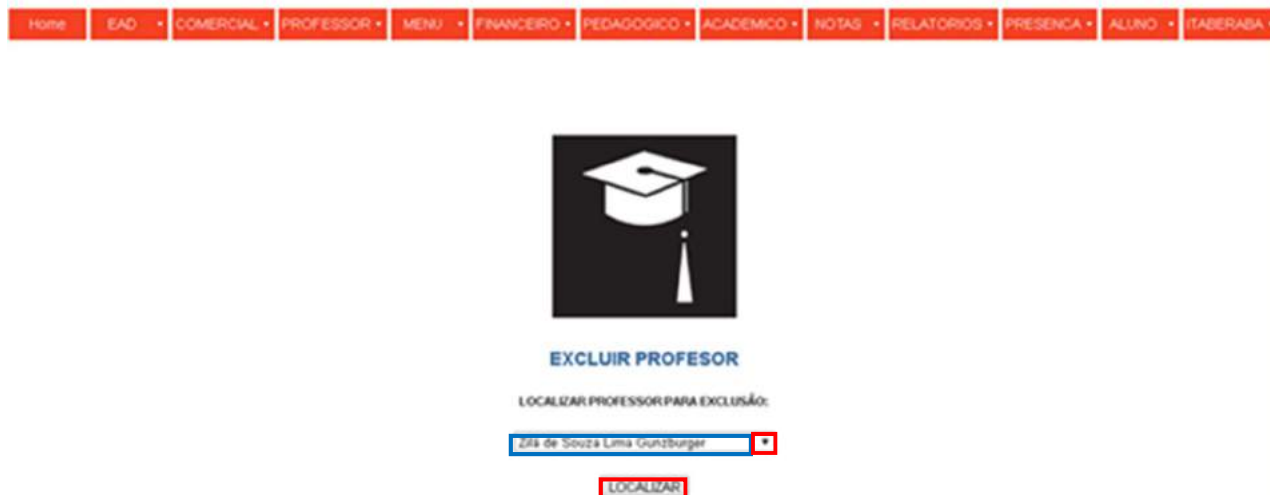 Home EAD COMERCIAL PROFESSOR MENU FINANCEIRO PEDAGOGICO ACADEMICO NOTAS RELATORIOS PRESENCA ALUNO ITABERABA
EXCLUIR PROFESOR
LOCALIZAR PROFESSOR PARA EXCLUSÃO:
Zilá de Souza Lima Gunzburger
LOCALIZAR